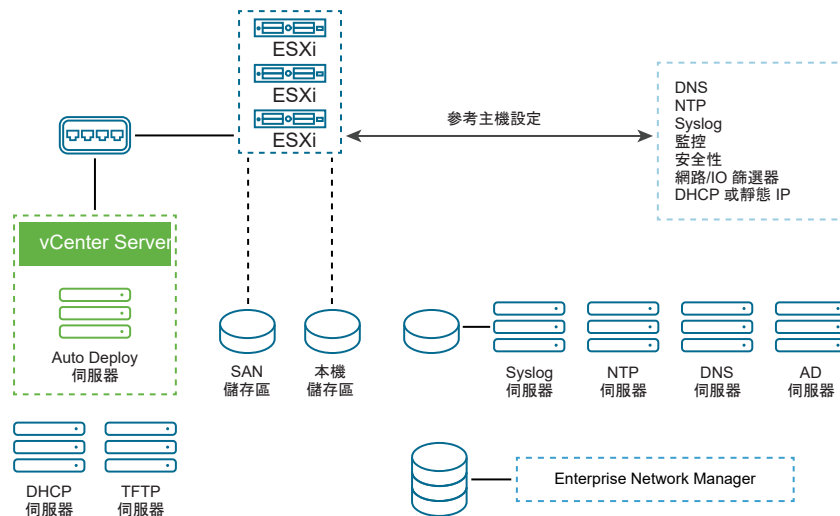 ESXi
ESXi
ESXi
參考主機設定
DNS
NTP
Syslog
監控
安全性
網路/IO 篩選器
DHCP 或靜態 IP
vCenter Server
Auto Deploy
伺服器
SAN
儲存區
本機
儲存區
Syslog
伺服器
NTP
伺服器
DNS
伺服器
AD
伺服器
DHCP
伺服器
TFTP
伺服器
Enterprise Network Manager